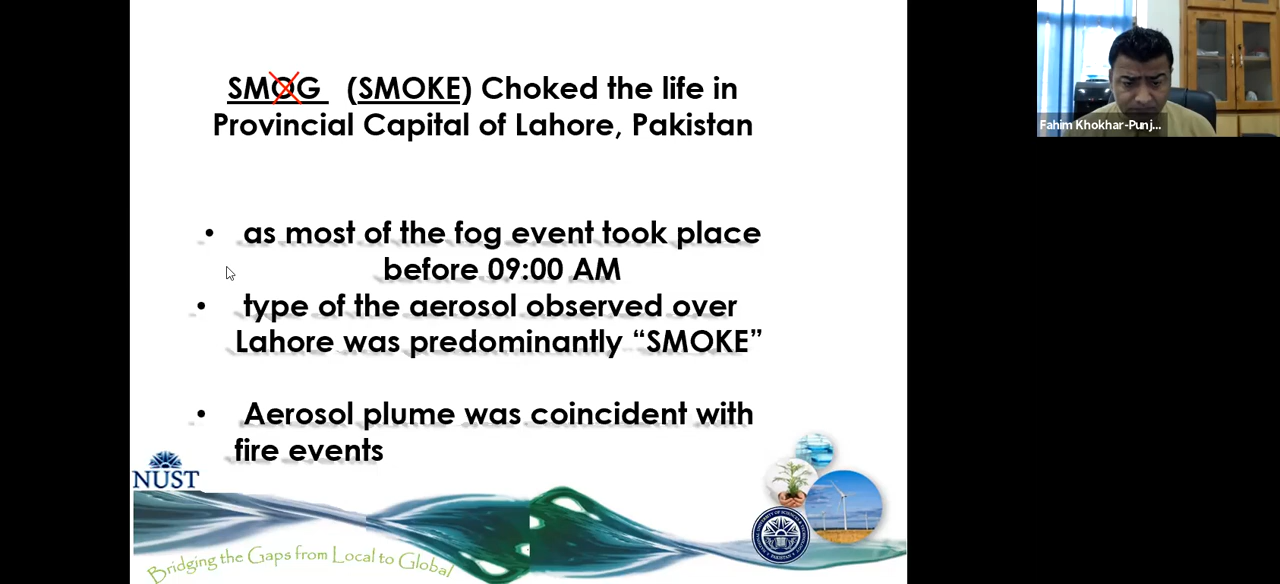 SMOG (SMOKE) Choked the life in
Provincial Capital of Lahore, Pakistan
• as most of the fog event took place
before 09:00 AM
• type of the aerosol observed over
Lahore was predominantly “SMOKE”
• Aerosol plume was coincident with
fire events
NUST
Bridging the Gaps from Local to Global
Fahim Khokhar-Punj...